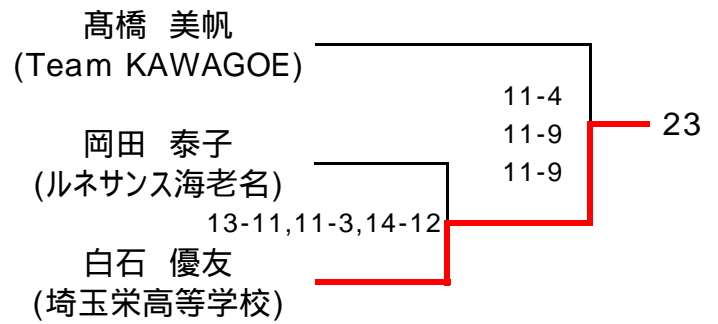 髙橋 美帆
(Team KAWAGOE)
11-4
11-9
23
岡田 泰子
11-9
(ルネサンス海老名)
13-11,11-3,14-12
白石 優友
(埼玉栄高等学校)